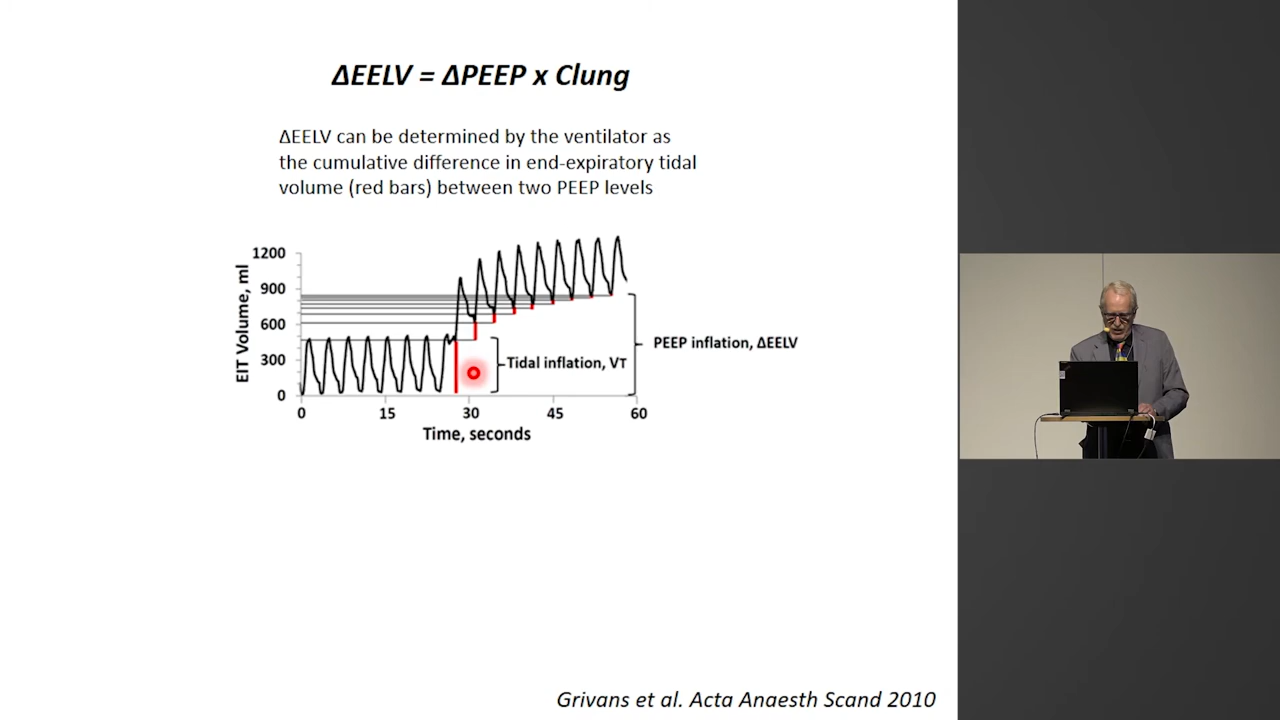 ΔEELV = ΔPEEP x Clung
ΔEELV can be determined by the ventilator as
the cumulative difference in end-expiratory tidal
volume (red bars) between two PEEP levels
1200
900
600
300
0
EIT Volume, ml
0 15 30 45 60
Time, seconds
Tidal inflation, VT
PEEP inflation, ΔEELV
Grivans et al. Acta Anaesth Scand 2010